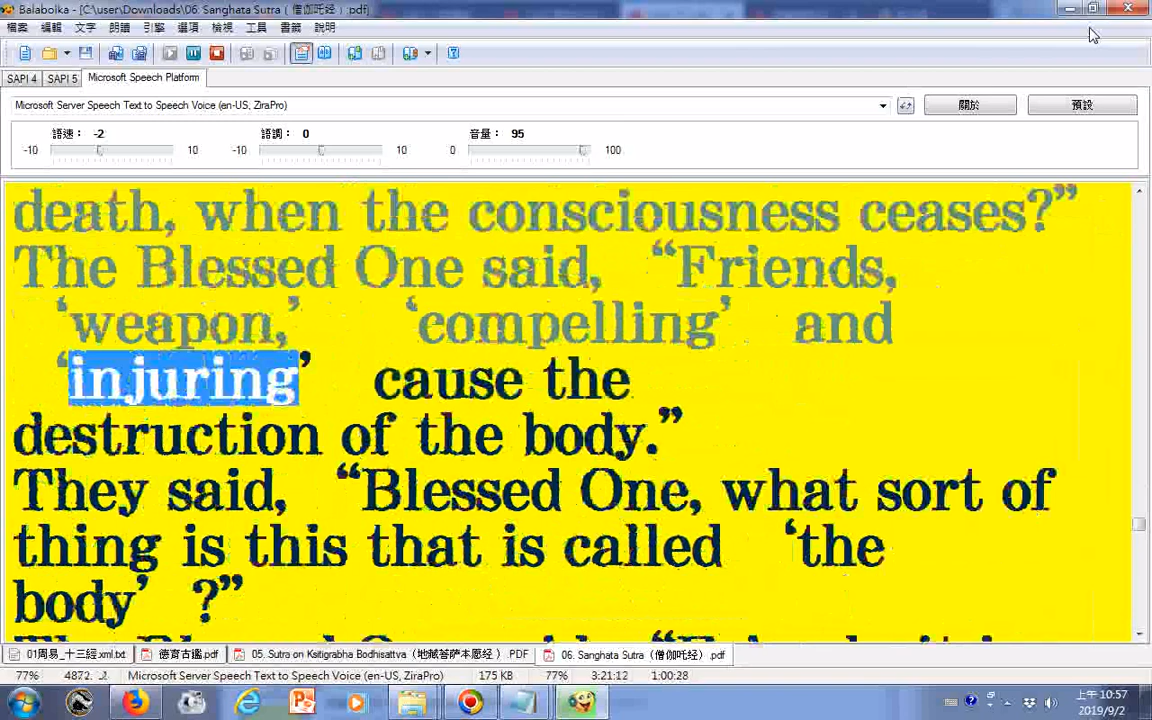 Balabolka - [C:\user\Downloads\06. Sanghata Sutra (僧伽吒经) .pdf]
檔案 編輯 文字 朗讀 引擎 選項 檢視 工具 書籤 說明
SAPI 4 SAPI 5 Microsoft Speech Platform
Microsoft Server Speech Text to Speech Voice (en-US, ZiraPro) 關於 預設
語速： -2 語調： 0 音量： 95
-10 10 -10 10 0 100
death, when the consciousness ceases?”
The Blessed One said, “Friends,
‘weapon,’ ‘compelling’ and
‘injuring’ cause the
destruction of the body.”
They said, “Blessed One, what sort of
thing is this that is called ‘the
body’ ?”
01周易_十三經.xml.txt 德育古鑑.pdf 05. Sutra on Ksitigrabha Bodhisattva (地藏菩萨本愿经) .PDF 06. Sanghata Sutra (僧伽吒经) .pdf
77% Microsoft Server Speech Text to Speech Voice (en-US, ZiraPro) 175 KB 77% 3:21:12 1:00:28
上午 10:57
2019/9/2